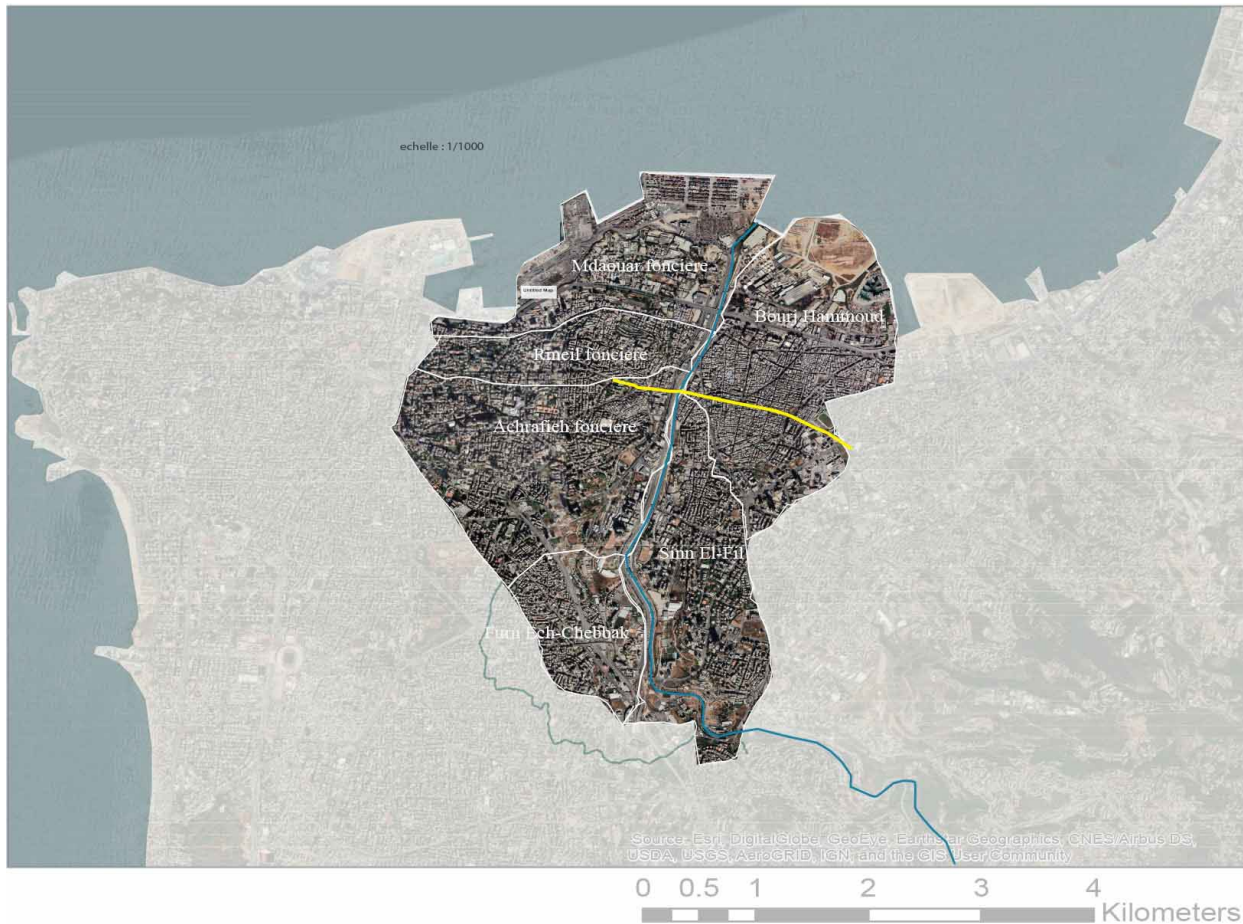 echelle : 1/1000
Mdaouar fonciere
Untitled Map
Bourj Hammoud
Rmeil fonciere
Achrafieh fonciere
Sinn El-Fil
Furn Ech-Chebbak
Source: Esri, DigitalGlobe, GeoEye, Earthstar Geographics, CNES/Airbus DS,
USDA, USGS, AeroGRID, IGN, and the GIS User Community
0 0.5 1 2 3 4
Kilometers